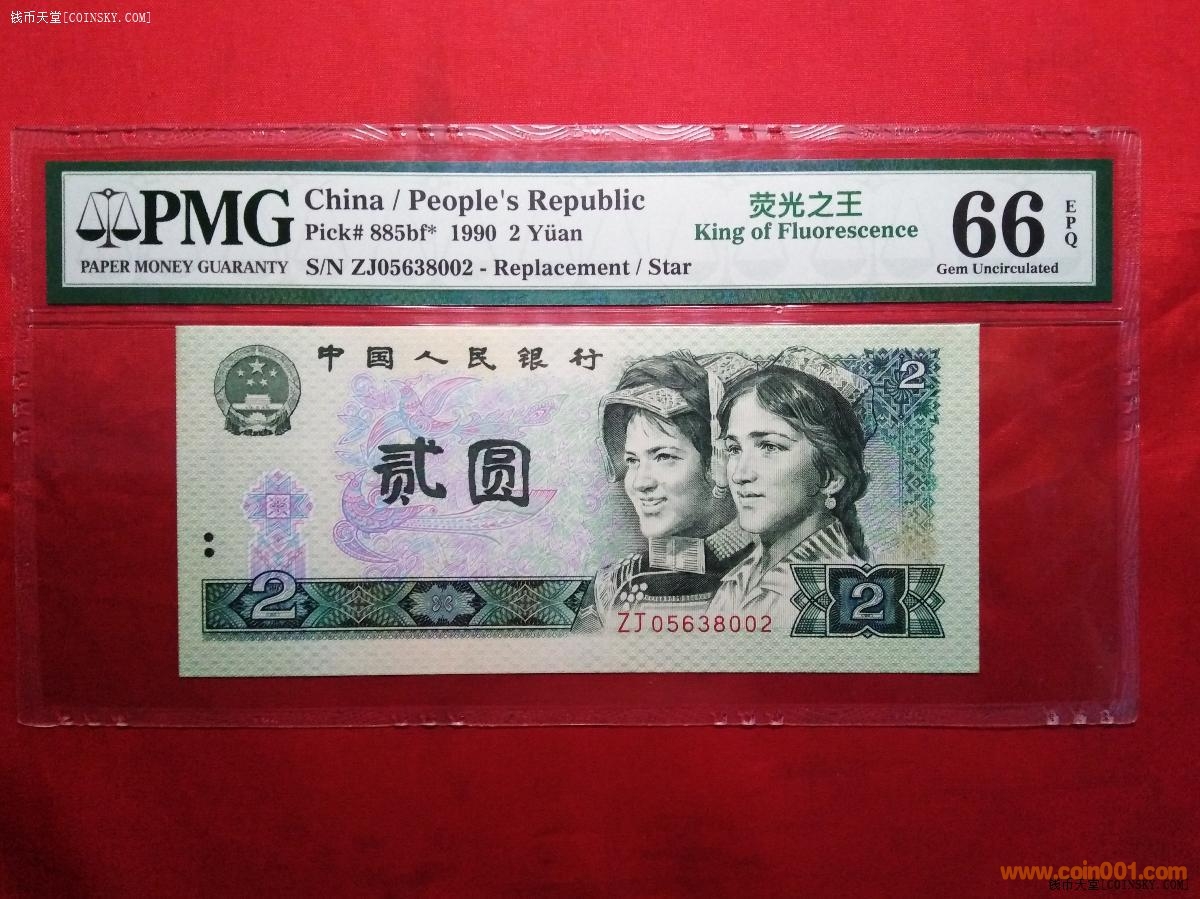 钱币天堂[COINSKY.COM]
PMG
PAPER MONEY GUARANTY
China / People's Republic
Pick# 885bf* 1990 2 Yüan
S/N ZJ05638002 - Replacement / Star
荧光之王
King of Fluorescence
66
EPQ
Gem Uncirculated
中国人民银行
2
贰圆
2
ZJ05638002
2
www.coin001.com
钱币天堂[COINSKY.COM]